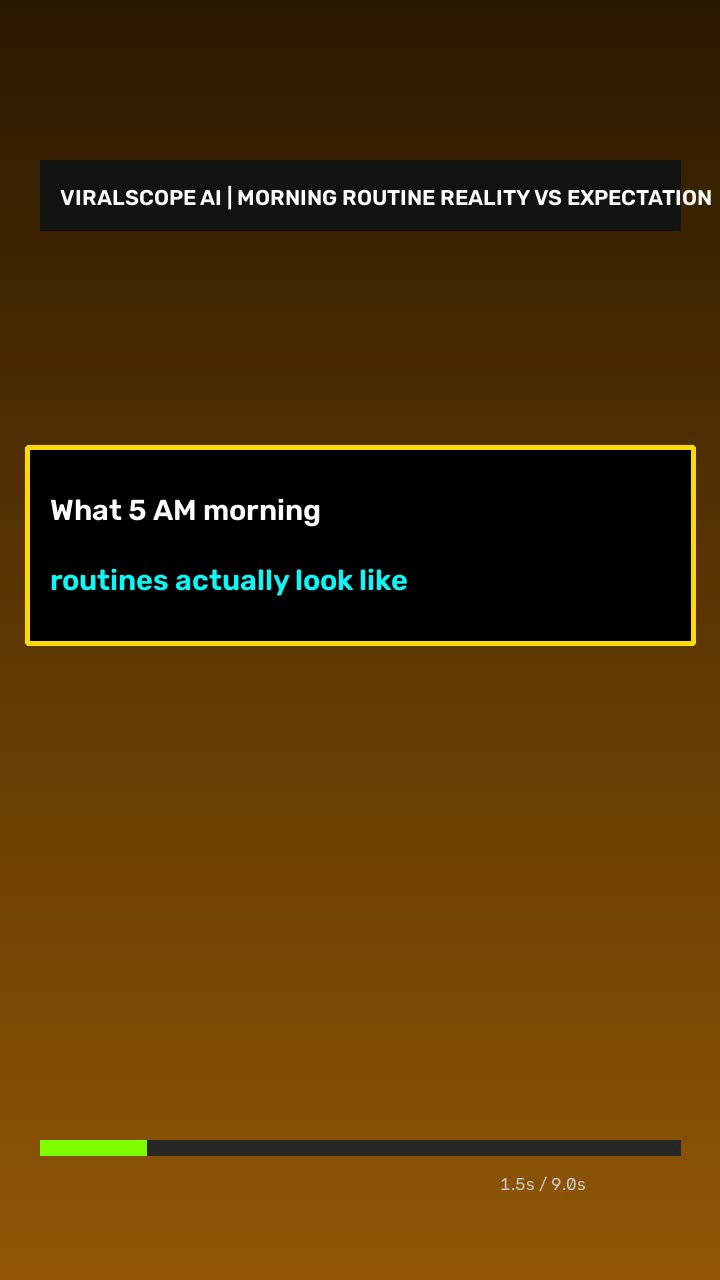 VIRALSCOPE AI | MORNING ROUTINE REALITY VS EXPECTATION
What 5 AM morning
routines actually look like
1.5s / 9.0s